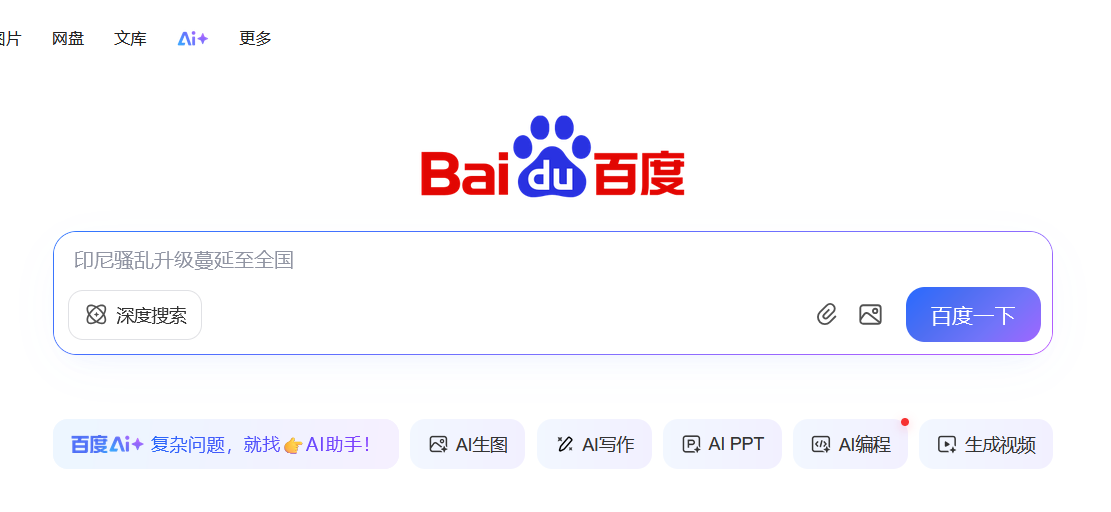 图片 网盘 文库 Ai+ 更多
Bai du 百度
印尼骚乱升级蔓延至全国
深度搜索 百度一下
百度Ai+ 复杂问题，就找👉AI助手！ AI生图 AI写作 AI PPT AI编程 生成视频